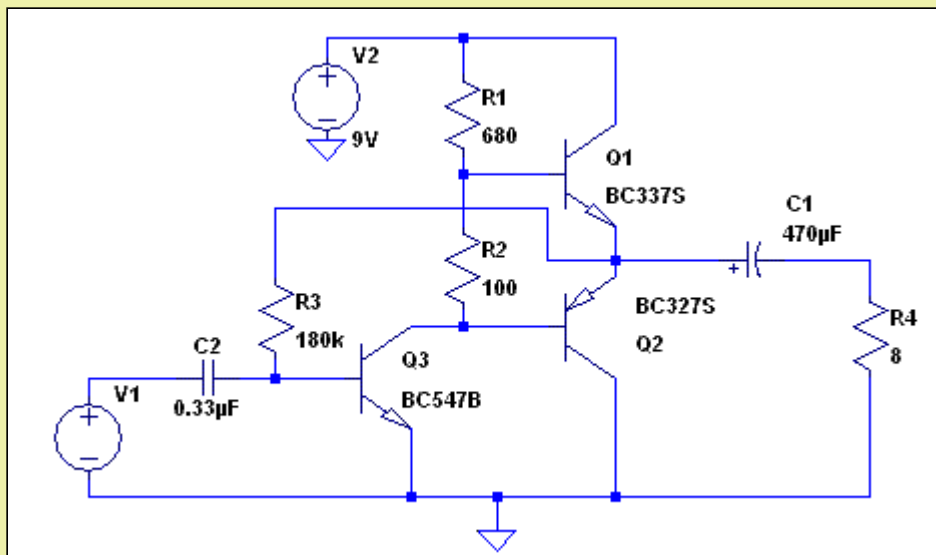 V2
+
R1
680
9V
Q1
BC337S
C1
470µF
+
R2
100
R3
180k
BC327S
Q2
R4
8
C2
0.33µF
Q3
BC547B
V1
+